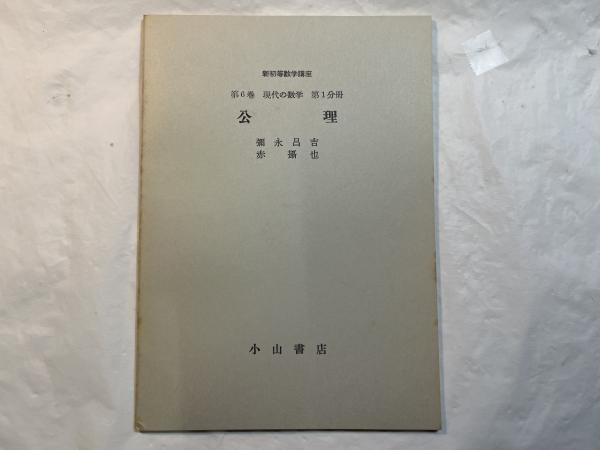 新初等数学講座
第6巻 現代の数学 第1分冊
公理
彌永昌吉
赤攝也
小山書店